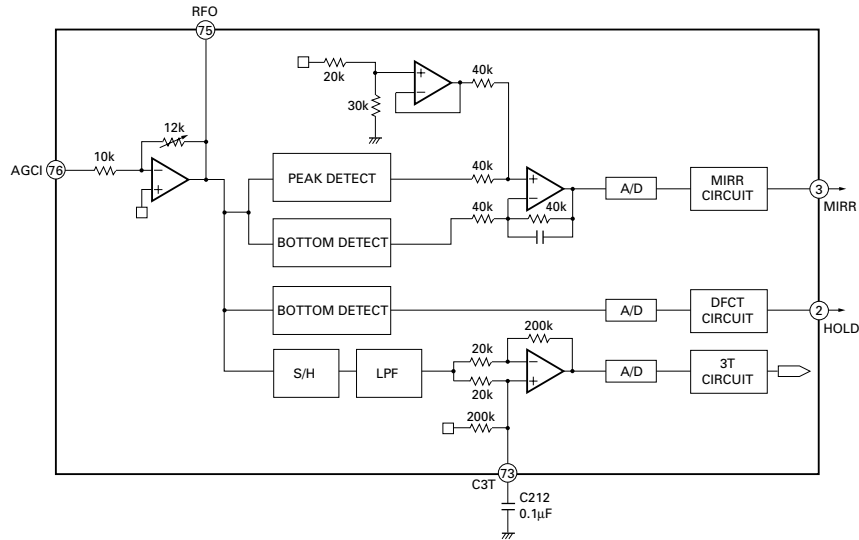 RFO
75
20k
40k
30k
12k
10k
AGCI 76
PEAK DETECT
40k
A/D
MIRR
CIRCUIT
3
MIRR
40k
40k
BOTTOM DETECT
BOTTOM DETECT
A/D
DFCT
CIRCUIT
2
HOLD
200k
S/H
LPF
20k
20k
A/D
3T
CIRCUIT
200k
73
C3T
C212
0.1µF